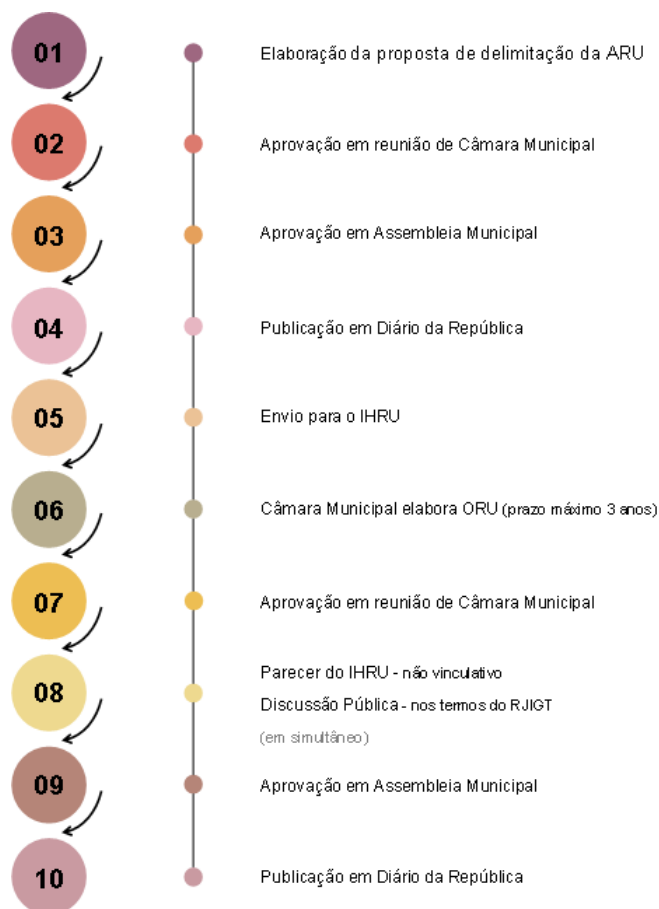 01
Elaboração da proposta de delimitação da ARU
02
Aprovação em reunião de Câmara Municipal
03
Aprovação em Assembleia Municipal
04
Publicação em Diário da República
05
Envio para o IHRU
06
Câmara Municipal elabora ORU (prazo máximo 3 anos)
07
Aprovação em reunião de Câmara Municipal
08
Parecer do IHRU - não vinculativo
Discussão Pública - nos termos do RJIGT
(em simultâneo)
09
Aprovação em Assembleia Municipal
10
Publicação em Diário da República